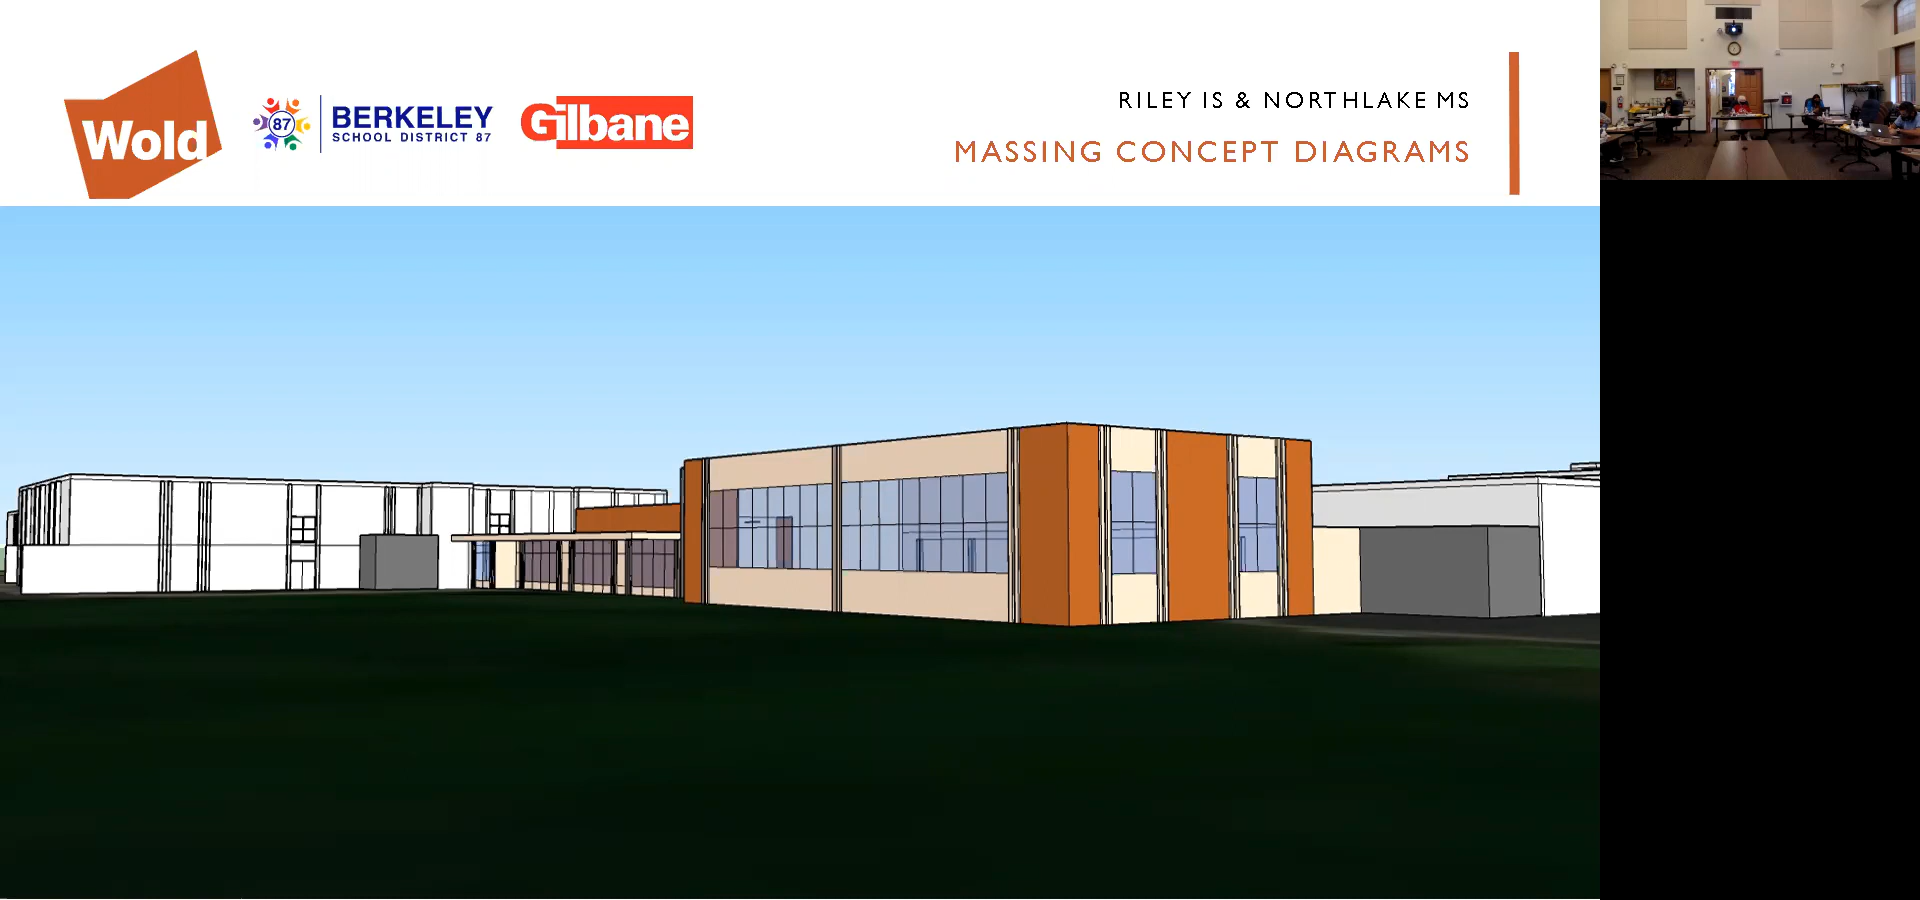 Wold
87
BERKELEY
SCHOOL DISTRICT 87
Gilbane
RILEY IS & NORTHLAKE MS
MASSING CONCEPT DIAGRAMS